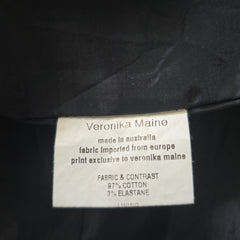 Veronika Maine
made in australia
fabric imported from europe
print exclusive to veronika maine
FABRIC & CONTRAST
97% COTTON
3% ELASTANE